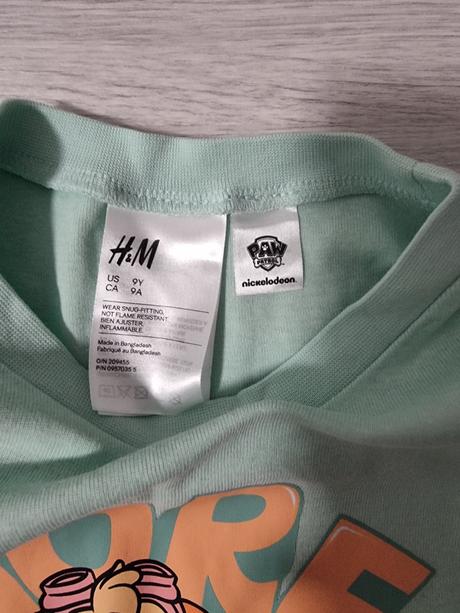 H&M
US 9Y
CA 9A
WEAR SNUG-FITTING,
NOT FLAME RESISTANT
BIEN AJUSTER.
INFLAMMABLE.
Made in Bangladesh
Fabriqué au Bangladesh
O/N 209455
P/N 0957035 5
PAW
PATROL
nickelodeon